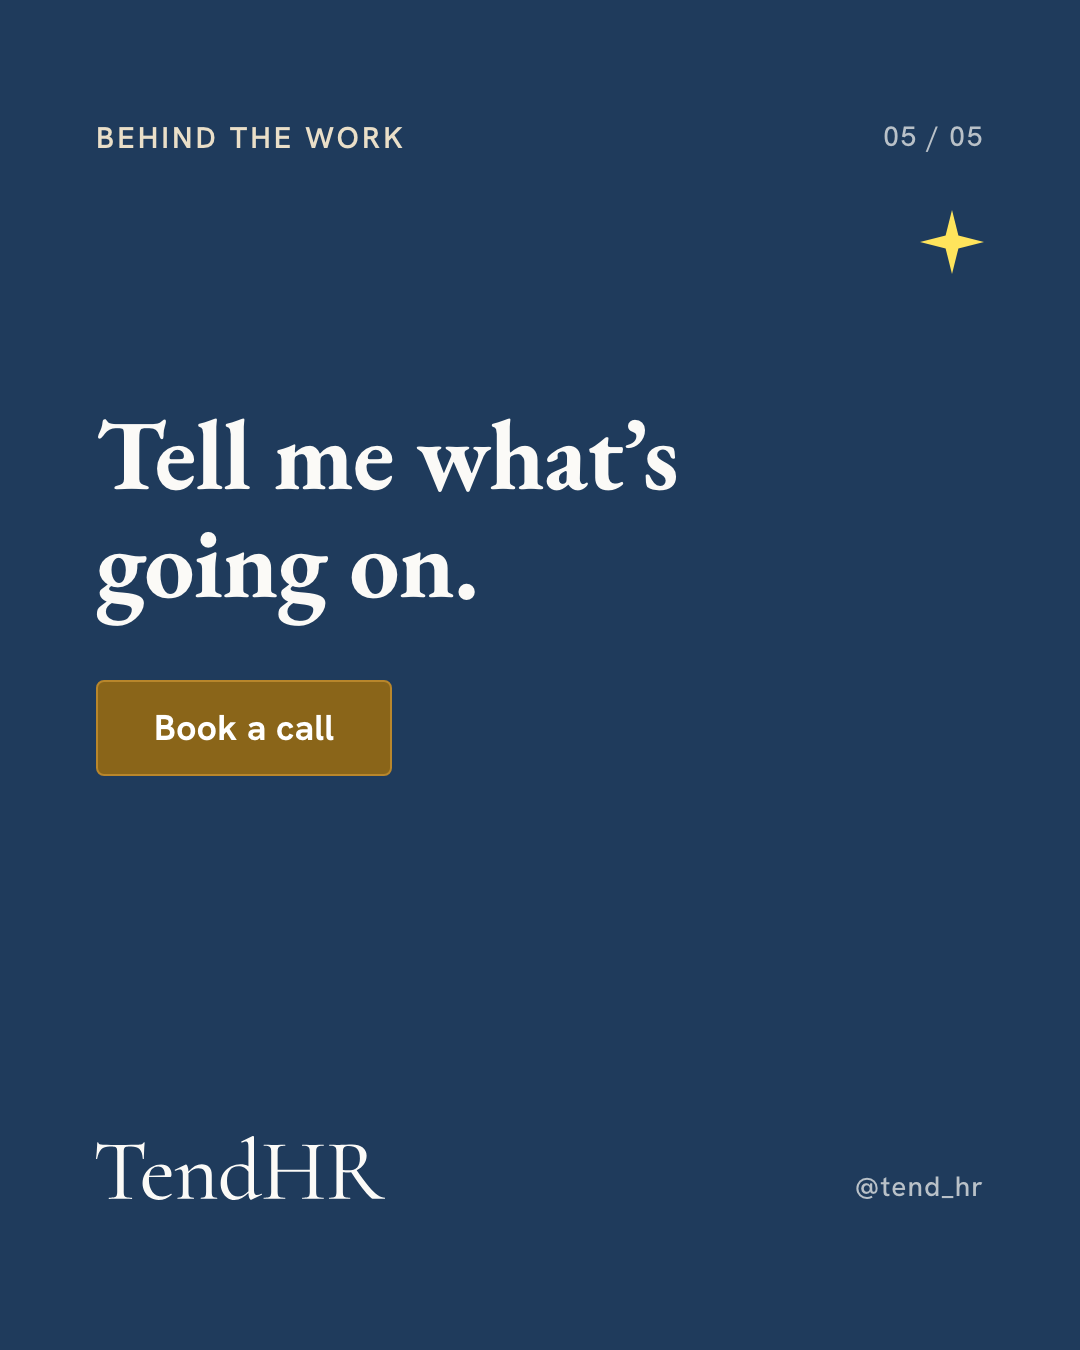 BEHIND THE WORK
05 / 05
Tell me what’s
going on.
Book a call
TendHR
@tend_hr